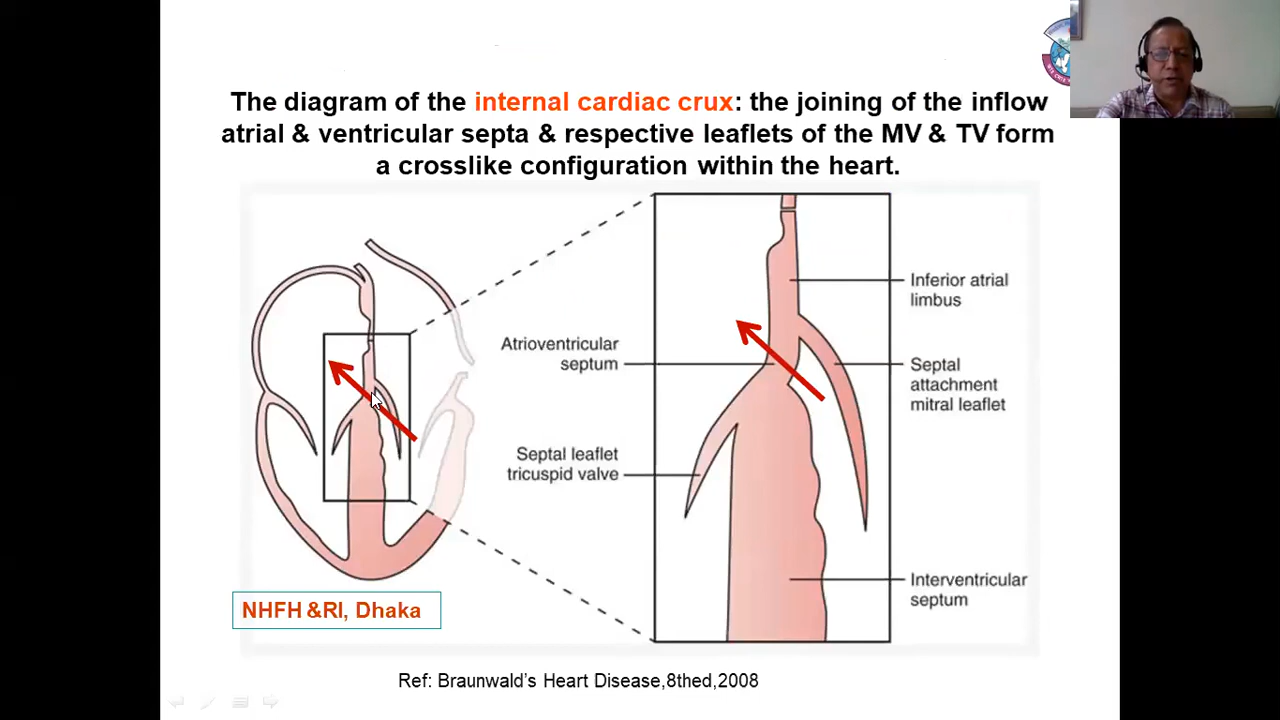 The diagram of the internal cardiac crux: the joining of the inflow
atrial & ventricular septa & respective leaflets of the MV & TV form
a crosslike configuration within the heart.
Inferior atrial
limbus
Atrioventricular
septum
Septal
attachment
mitral leaflet
Septal leaflet
tricuspid valve
Interventricular
septum
NHFH &RI, Dhaka
Ref: Braunwald's Heart Disease,8thed,2008